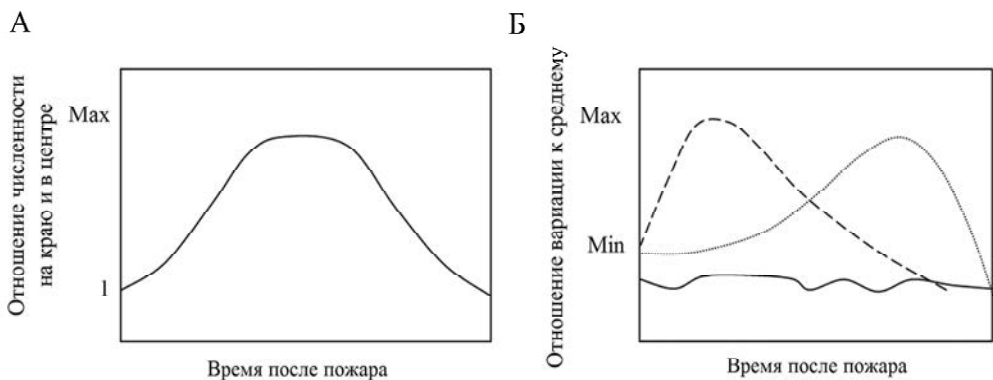 А
Отношение численности
на краю и в центре
Max
1
Время после пожара
Б
Отношение вариации к среднему
Max
Min
Время после пожара